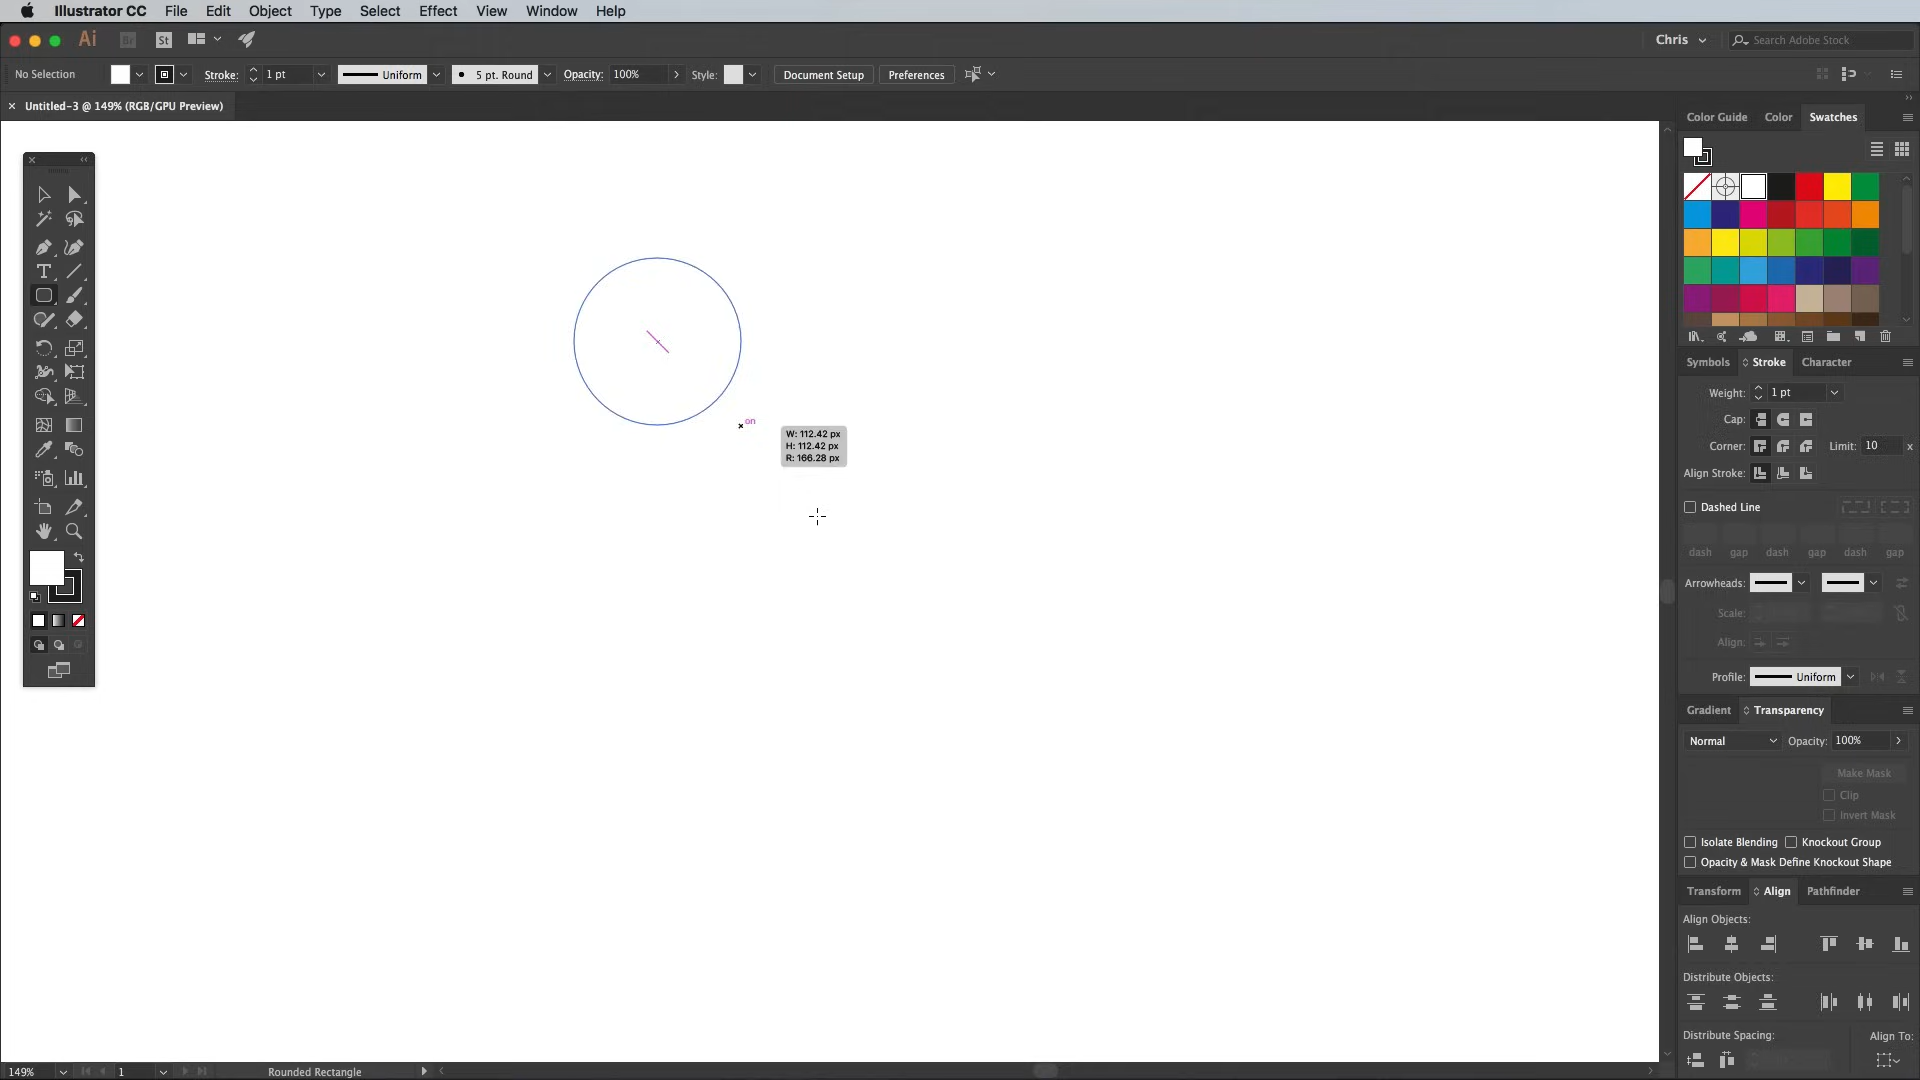 Illustrator CC File Edit Object Type Select Effect View Window Help
Ai Br St Chris Search Adobe Stock
No Selection Stroke: 1 pt Uniform 5 pt. Round Opacity: 100% Style: Document Setup Preferences
Untitled-3 @ 149% (RGB/GPU Preview)
Color Guide Color Swatches
T
on
W: 112.42 px
H: 112.42 px
R: 166.28 px
Symbols Stroke Character
Weight: 1 pt
Cap:
Corner: Limit: 10 x
Align Stroke:
Dashed Line
dash gap dash gap dash gap
Arrowheads:
Scale:
Align:
Profile: Uniform
Gradient Transparency
Normal Opacity: 100%
Make Mask
Clip
Invert Mask
Isolate Blending Knockout Group
Opacity & Mask Define Knockout Shape
Transform Align Pathfinder
Align Objects:
Distribute Objects:
Distribute Spacing: Align To:
149% 1 Rounded Rectangle